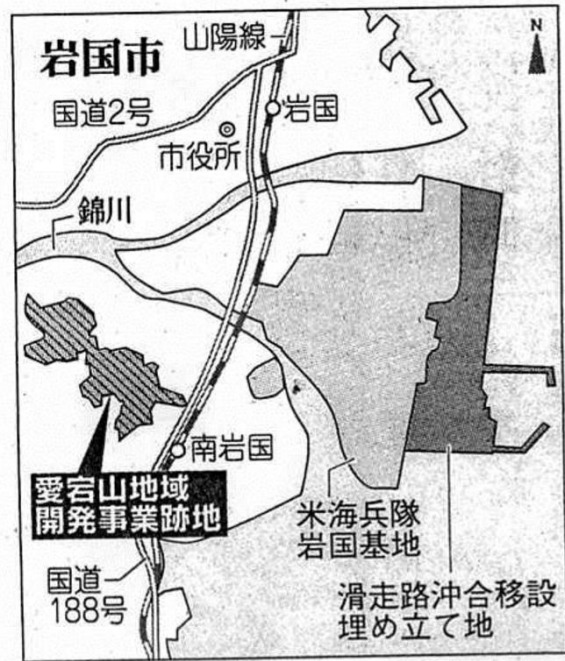 山陽線
N
岩国市
国道2号
岩国
市役所
錦川
南岩国
愛宕山地域
開発事業跡地
米海兵隊
岩国基地
国道
188号
滑走路沖合移設
埋め立て地